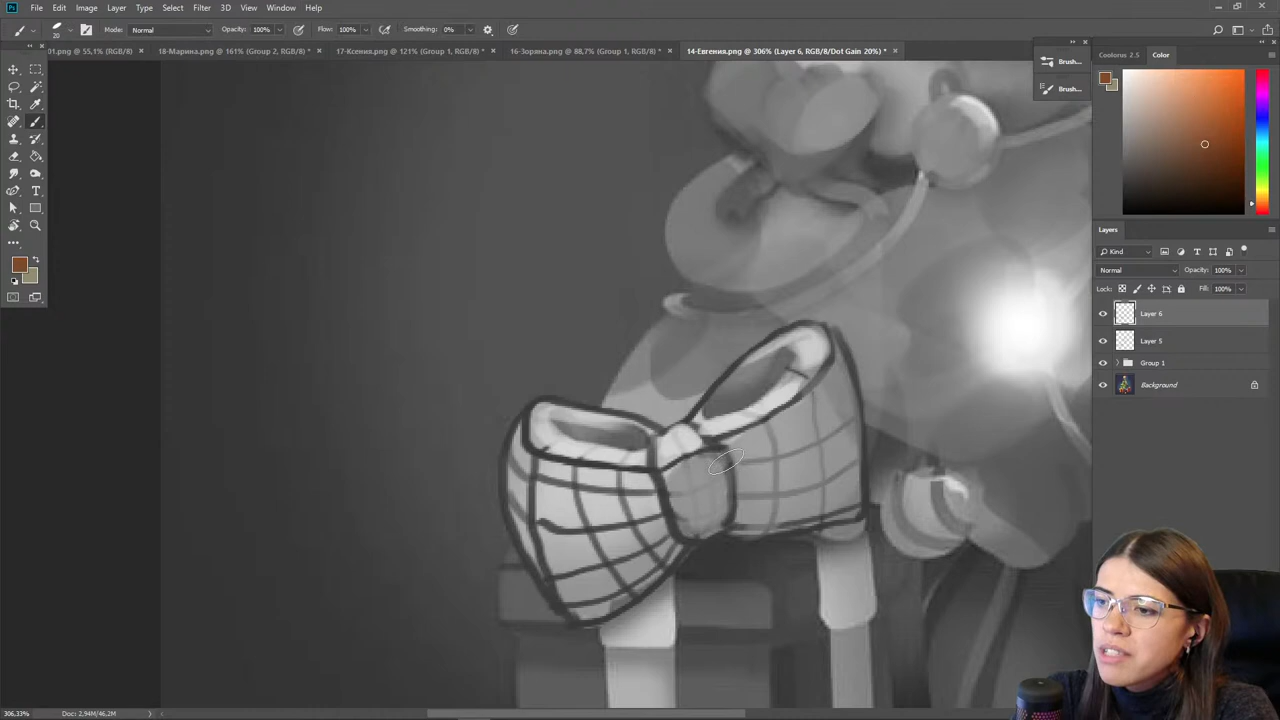 Ps File Edit Image Layer Type Select Filter 3D View Window Help
20 Mode: Normal Opacity: 100% Flow: 100% Smoothing: 0%
01.png @ 55,1% (RGB/8) × 18-Марина.png @ 161% (Group 2, RGB/8) * × 17-Ксения.png @ 121% (Group 1, RGB/8) * × 16-Зоряна.png @ 88,7% (Group 1, RGB/8) * × 14-Евгения.png @ 306% (Layer 6, RGB/8/Dot Gain 20%) * ×
Brush...
Brush...
Coolorus 2.5 Color
Layers
Kind
Normal Opacity: 100%
Lock: Fill: 100%
Layer 6
Layer 5
Group 1
Background
306,33% Doc: 2,94M/46,2M